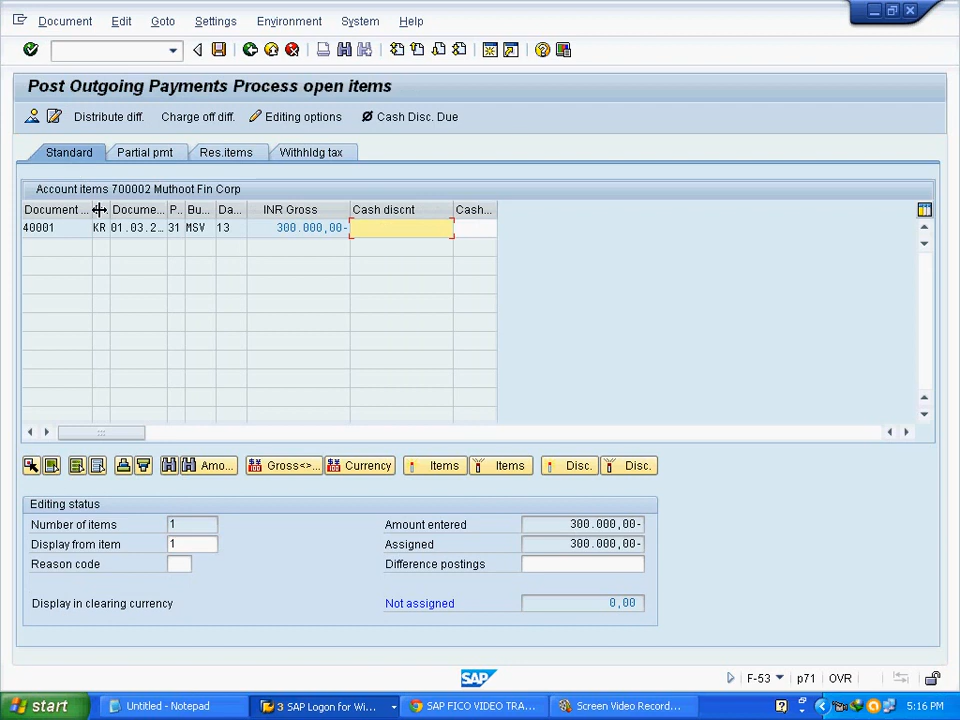 Document Edit Goto Settings Environment System Help
Post Outgoing Payments Process open items
Distribute diff. Charge off diff. Editing options Cash Disc. Due
Standard Partial pmt Res.items Withhldg tax
Account items 700002 Muthoot Fin Corp
Document ... Docume... P.. Bu... Da... INR Gross Cash discnt Cash...
40001 KR 01.03.2... 31 MSV 13 300.000,00-
Amo... Gross<>... Currency Items Items Disc. Disc.
Editing status
Number of items 1 Amount entered 300.000,00-
Display from item 1 Assigned 300.000,00-
Reason code Difference postings
Display in clearing currency Not assigned 0,00
SAP F-53 p71 OVR
start Untitled - Notepad 3 SAP Logon for Wi... SAP FICO VIDEO TRA... Screen Video Record... 5:16 PM